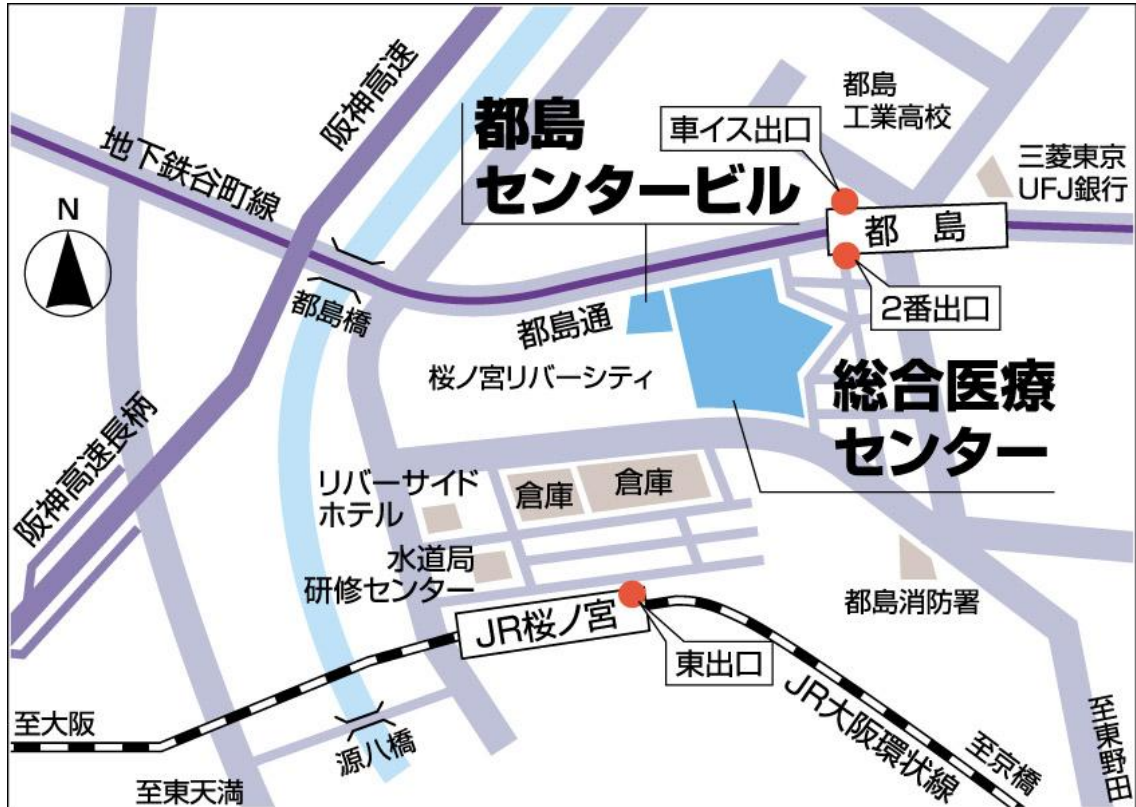 阪神高速
都島
センタービル
車イス出口
都島
工業高校
三菱東京
UFJ銀行
地下鉄谷町線
N
都島
2番出口
都島橋
都島通
桜ノ宮リバーシティ
総合医療
センター
阪神高速長柄
リバーサイド
ホテル
倉庫
倉庫
水道局
研修センター
都島消防署
JR桜ノ宮
東出口
JR大阪環状線
至大阪
源八橋
至京橋
至東野田
至東天満